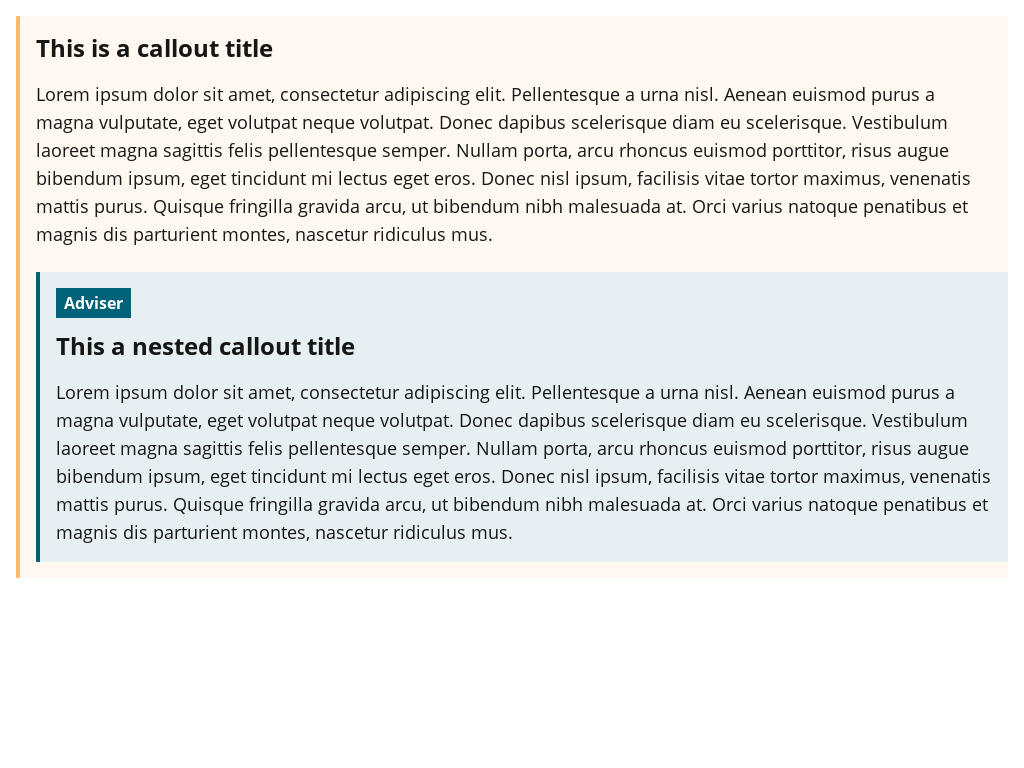 This is a callout title
Lorem ipsum dolor sit amet, consectetur adipiscing elit. Pellentesque a urna nisl. Aenean euismod purus a
magna vulputate, eget volutpat neque volutpat. Donec dapibus scelerisque diam eu scelerisque. Vestibulum
laoreet magna sagittis felis pellentesque semper. Nullam porta, arcu rhoncus euismod porttitor, risus augue
bibendum ipsum, eget tincidunt mi lectus eget eros. Donec nisl ipsum, facilisis vitae tortor maximus, venenatis
mattis purus. Quisque fringilla gravida arcu, ut bibendum nibh malesuada at. Orci varius natoque penatibus et
magnis dis parturient montes, nascetur ridiculus mus.
Adviser
This a nested callout title
Lorem ipsum dolor sit amet, consectetur adipiscing elit. Pellentesque a urna nisl. Aenean euismod purus a
magna vulputate, eget volutpat neque volutpat. Donec dapibus scelerisque diam eu scelerisque. Vestibulum
laoreet magna sagittis felis pellentesque semper. Nullam porta, arcu rhoncus euismod porttitor, risus augue
bibendum ipsum, eget tincidunt mi lectus eget eros. Donec nisl ipsum, facilisis vitae tortor maximus, venenatis
mattis purus. Quisque fringilla gravida arcu, ut bibendum nibh malesuada at. Orci varius natoque penatibus et
magnis dis parturient montes, nascetur ridiculus mus.